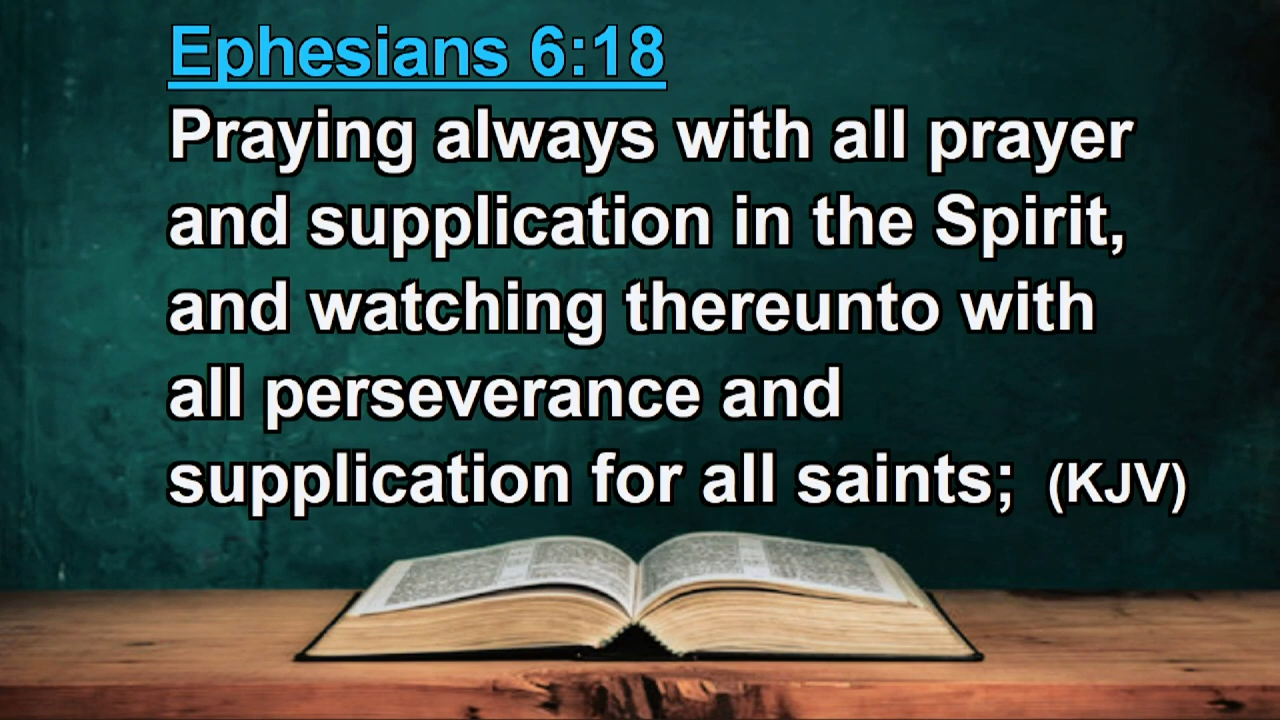 Ephesians 6:18
Praying always with all prayer
and supplication in the Spirit,
and watching thereunto with
all perseverance and
supplication for all saints; (KJV)